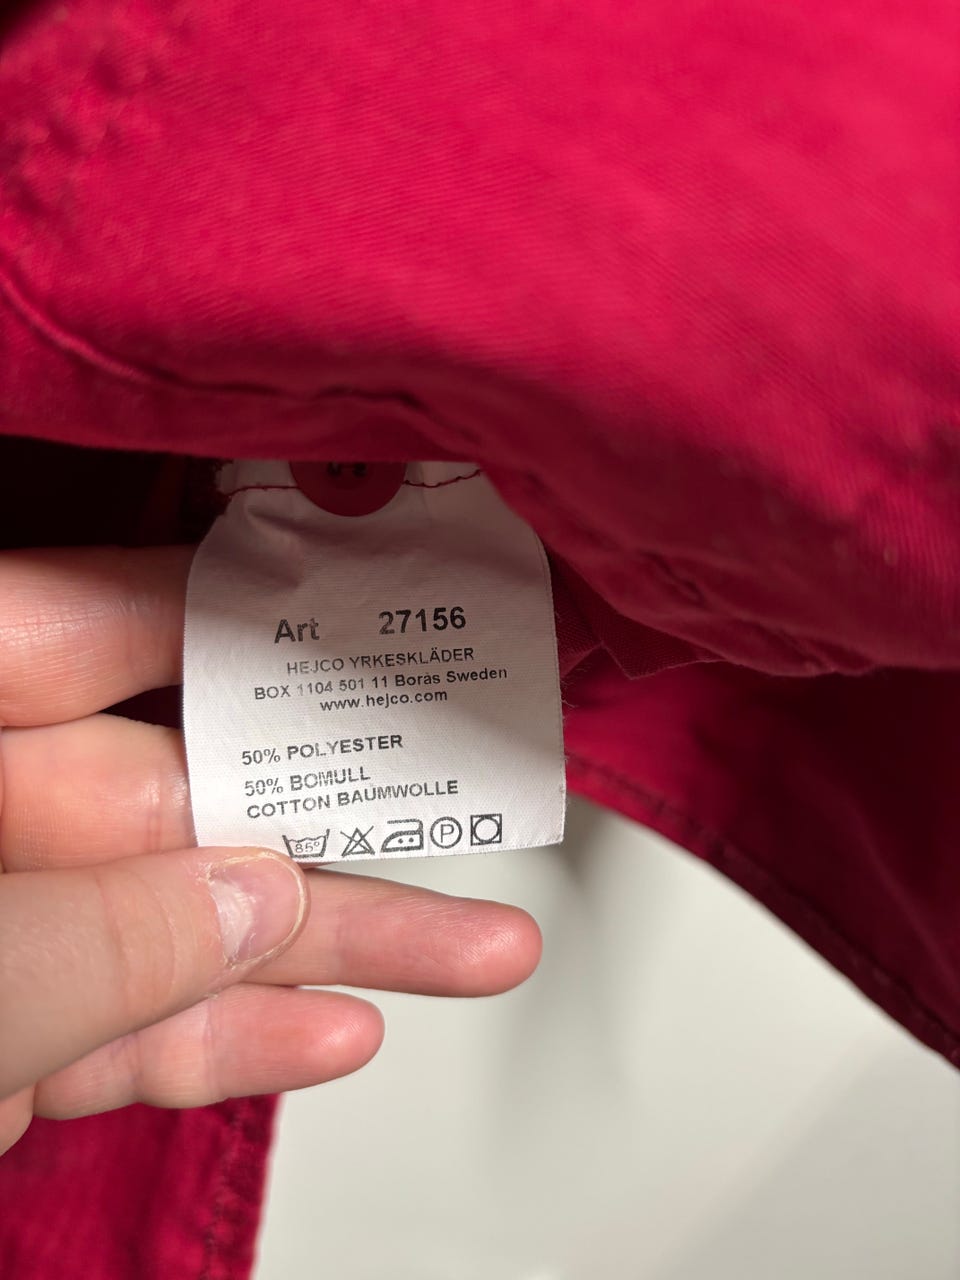 Art 27156
HEJCO YRKESKLÄDER
BOX 1104 501 11 Borås Sweden
www.hejco.com
50% POLYESTER
50% BOMULL
COTTON BAUMWOLLE
85° P